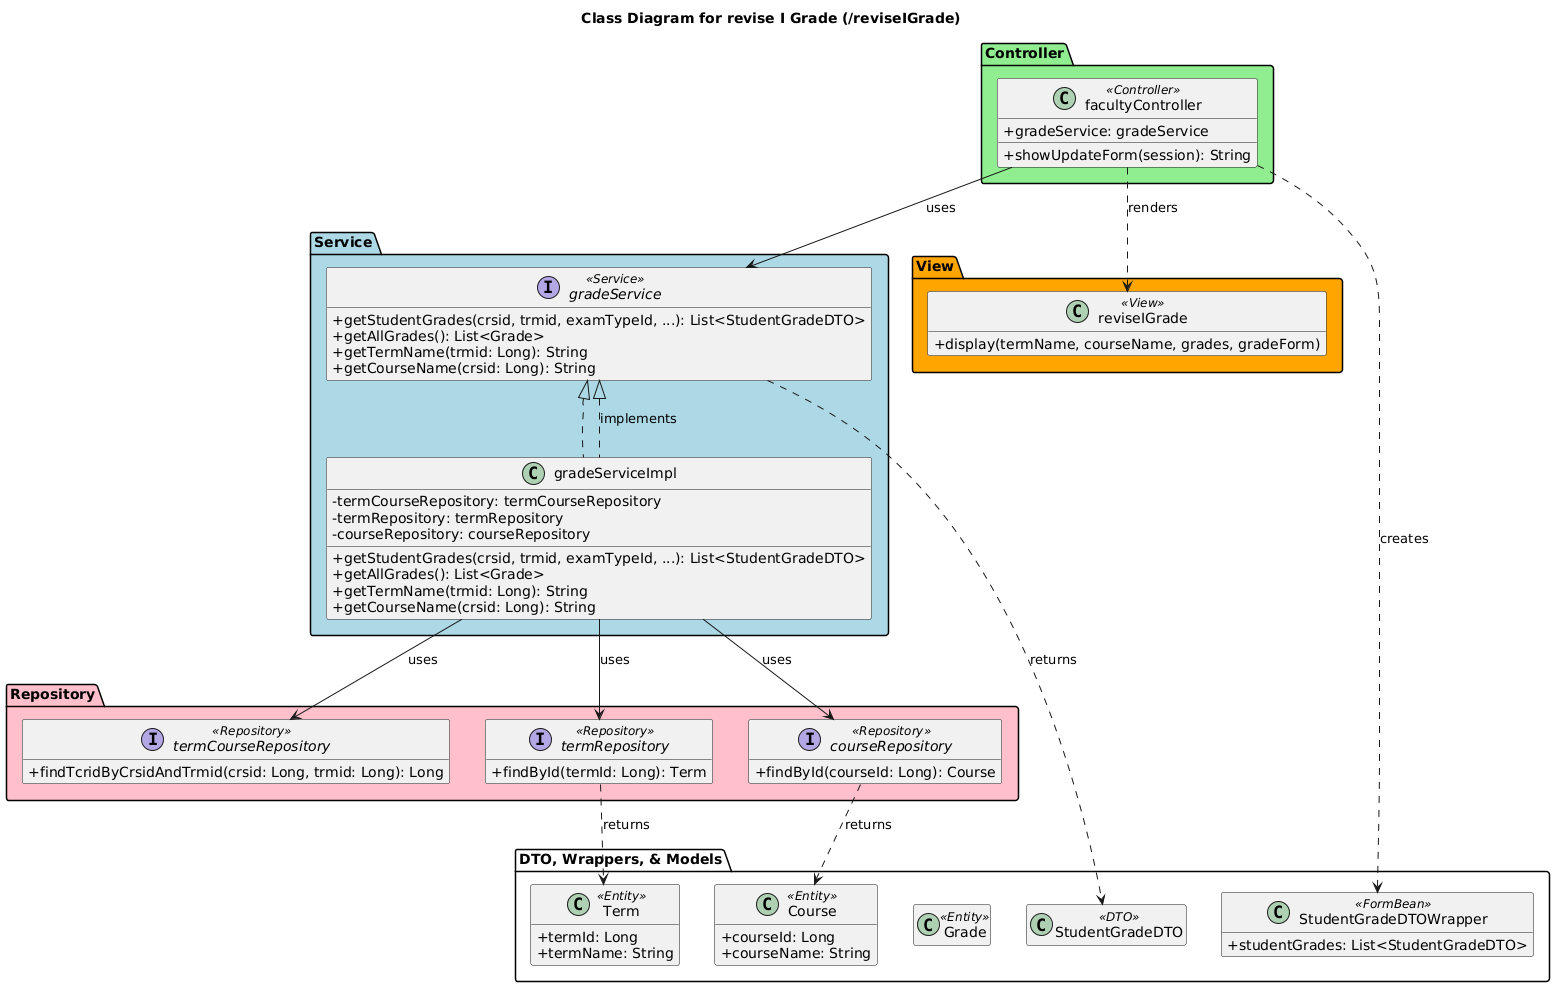 Class Diagram for revise I Grade (/reviseIGrade)
Controller
C
«Controller»
facultyController
+gradeService: gradeService
+showUpdateForm(session): String
uses
renders
Service
I
«Service»
gradeService
+getStudentGrades(crsid, trmid, examTypeId, ...): List<StudentGradeDTO>
+getAllGrades(): List<Grade>
+getTermName(trmid: Long): String
+getCourseName(crsid: Long): String
View
C
«View»
reviseIGrade
+display(termName, courseName, grades, gradeForm)
implements
C
gradeServiceImpl
-termCourseRepository: termCourseRepository
-termRepository: termRepository
-courseRepository: courseRepository
+getStudentGrades(crsid, trmid, examTypeId, ...): List<StudentGradeDTO>
+getAllGrades(): List<Grade>
+getTermName(trmid: Long): String
+getCourseName(crsid: Long): String
creates
uses
uses
uses
returns
Repository
I
«Repository»
termCourseRepository
+findTcridByCrsidAndTrmid(crsid: Long, trmid: Long): Long
I
«Repository»
termRepository
+findById(termId: Long): Term
I
«Repository»
courseRepository
+findById(courseId: Long): Course
returns
returns
DTO, Wrappers, & Models
C
«Entity»
Term
+termId: Long
+termName: String
C
«Entity»
Course
+courseId: Long
+courseName: String
C
«Entity»
Grade
C
«DTO»
StudentGradeDTO
C
«FormBean»
StudentGradeDTOWrapper
+studentGrades: List<StudentGradeDTO>